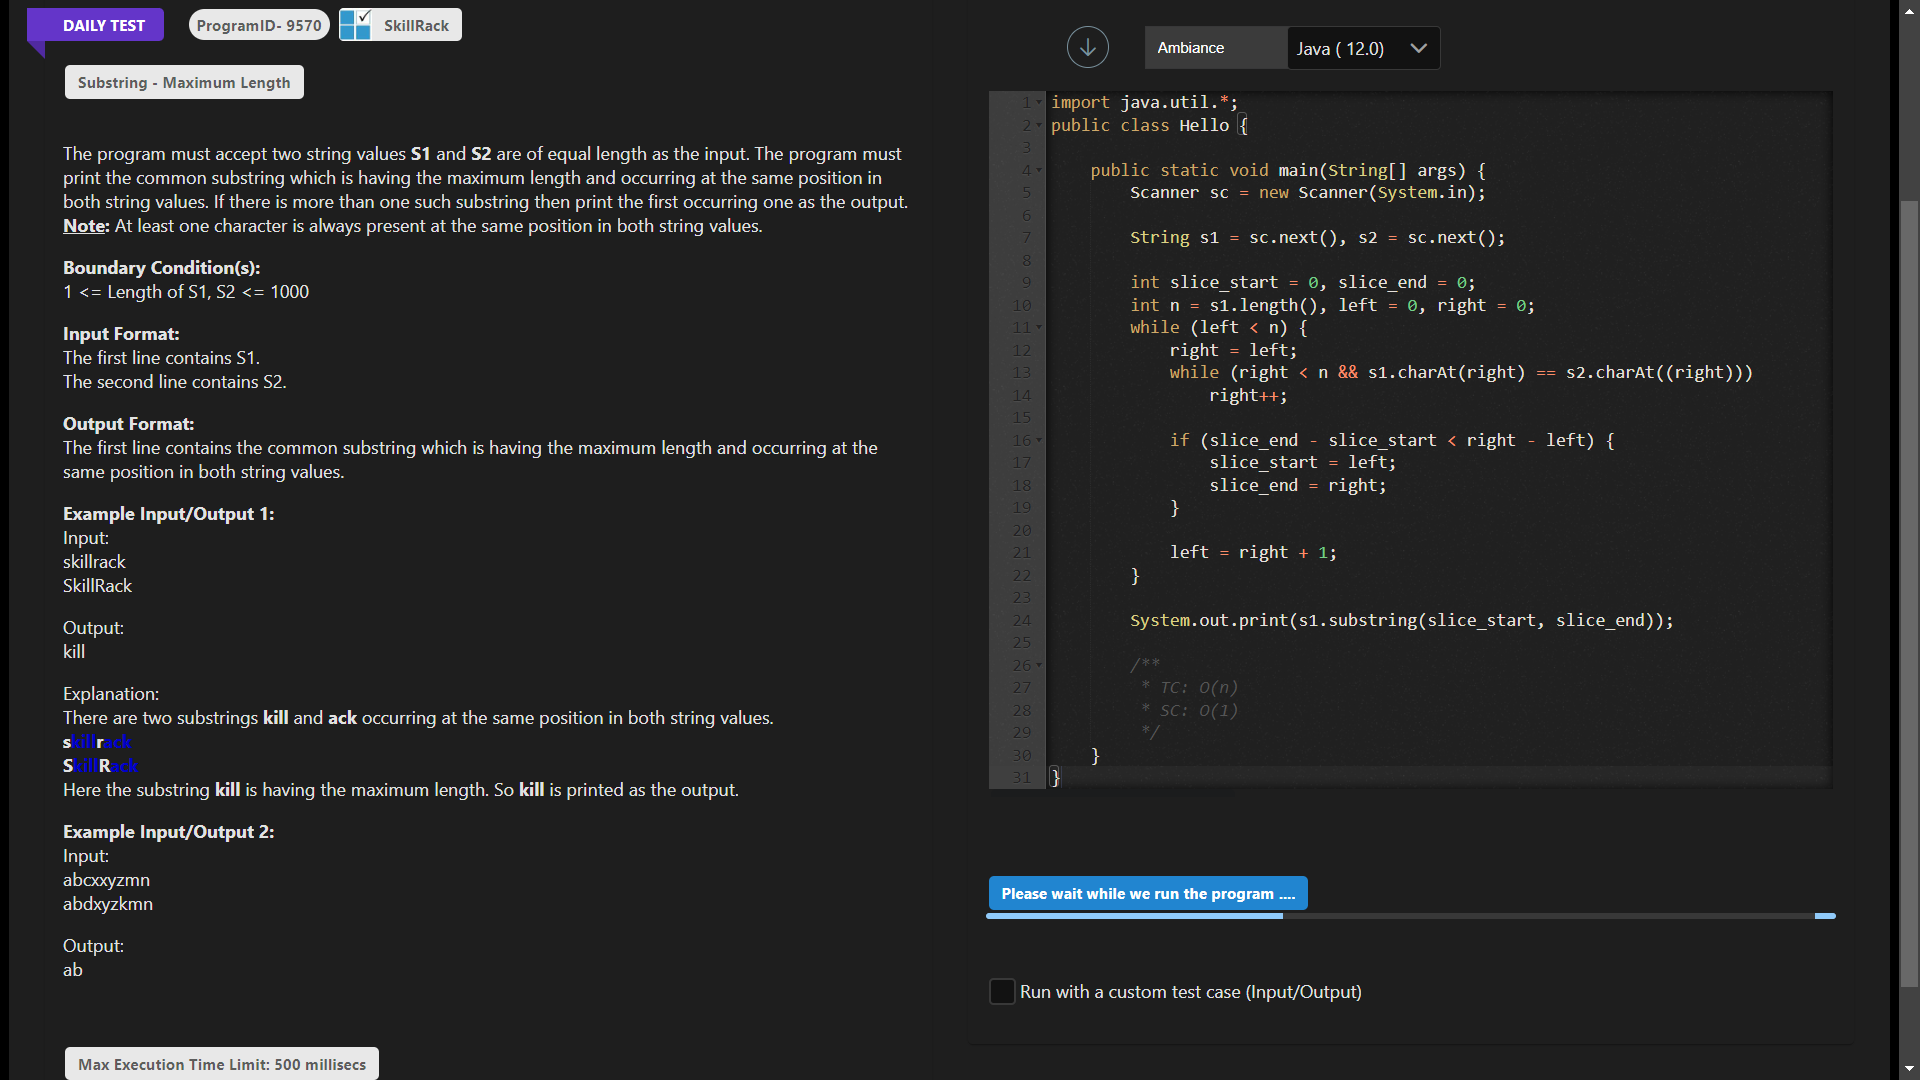 DAILY TEST
ProgramID- 9570
SkillRack
Substring - Maximum Length
The program must accept two string values S1 and S2 are of equal length as the input. The program must
print the common substring which is having the maximum length and occurring at the same position in
both string values. If there is more than one such substring then print the first occurring one as the output.
Note: At least one character is always present at the same position in both string values.
Boundary Condition(s):
1 <= Length of S1, S2 <= 1000
Input Format:
The first line contains S1.
The second line contains S2.
Output Format:
The first line contains the common substring which is having the maximum length and occurring at the
same position in both string values.
Example Input/Output 1:
Input:
skillrack
SkillRack
Output:
kill
Explanation:
There are two substrings kill and ack occurring at the same position in both string values.
skillrack
SkillRack
Here the substring kill is having the maximum length. So kill is printed as the output.
Example Input/Output 2:
Input:
abcxxyzmn
abdxyzkmn
Output:
ab
Max Execution Time Limit: 500 millisecs
Ambiance
Java ( 12.0)
1 import java.util.*;
2 public class Hello {
3
4     public static void main(String[] args) {
5         Scanner sc = new Scanner(System.in);
6
7         String s1 = sc.next(), s2 = sc.next();
8
9         int slice_start = 0, slice_end = 0;
10         int n = s1.length(), left = 0, right = 0;
11         while (left < n) {
12             right = left;
13             while (right < n && s1.charAt(right) == s2.charAt((right)))
14                 right++;
15
16             if (slice_end - slice_start < right - left) {
17                 slice_start = left;
18                 slice_end = right;
19             }
20
21             left = right + 1;
22         }
23
24         System.out.print(s1.substring(slice_start, slice_end));
25
26         /**
27          * TC: O(n)
28          * SC: O(1)
29          */
30     }
31 }
Please wait while we run the program ....
Run with a custom test case (Input/Output)